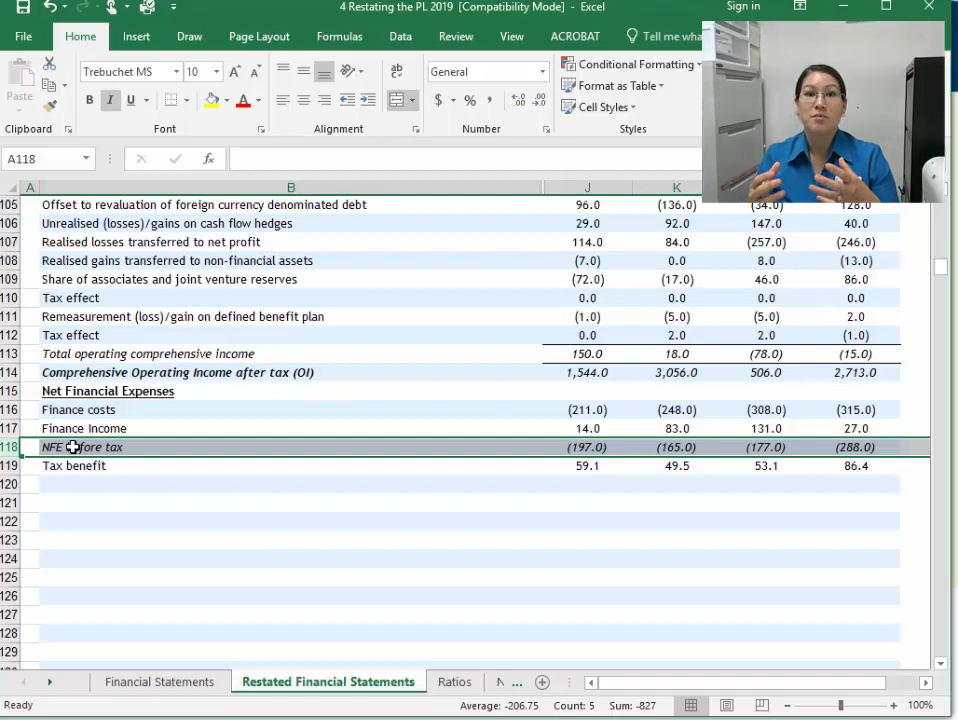 4 Restating the PL 2019 [Compatibility Mode] - Excel
Sign in
File Home Insert Draw Page Layout Formulas Data Review View ACROBAT Tell me
Paste
Trebuchet MS 10 A A
General
Conditional Formatting
B I U A
$ % ,
Format as Table
Cell Styles
Clipboard Font Alignment Number Styles
A118 fx
A B J K
105 Offset to revaluation of foreign currency denominated debt 96.0 (136.0) (34.0) 128.0
106 Unrealised (losses)/gains on cash flow hedges 29.0 92.0 147.0 40.0
107 Realised losses transferred to net profit 114.0 84.0 (257.0) (246.0)
108 Realised gains transferred to non-financial assets (7.0) 0.0 8.0 (13.0)
109 Share of associates and joint venture reserves (72.0) (17.0) 46.0 86.0
110 Tax effect 0.0 0.0 0.0 0.0
111 Remeasurement (loss)/gain on defined benefit plan (1.0) (5.0) (5.0) 2.0
112 Tax effect 0.0 2.0 2.0 (1.0)
113 Total operating comprehensive income 150.0 18.0 (78.0) (15.0)
114 Comprehensive Operating Income after tax (OI) 1,544.0 3,056.0 506.0 2,713.0
115 Net Financial Expenses
116 Finance costs (211.0) (248.0) (308.0) (315.0)
117 Finance Income 14.0 83.0 131.0 27.0
118 NFE before tax (197.0) (165.0) (177.0) (288.0)
119 Tax benefit 59.1 49.5 53.1 86.4
120
121
122
123
124
125
126
127
128
129
Financial Statements Restated Financial Statements Ratios N ...
Ready Average: -206.75 Count: 5 Sum: -827 100%